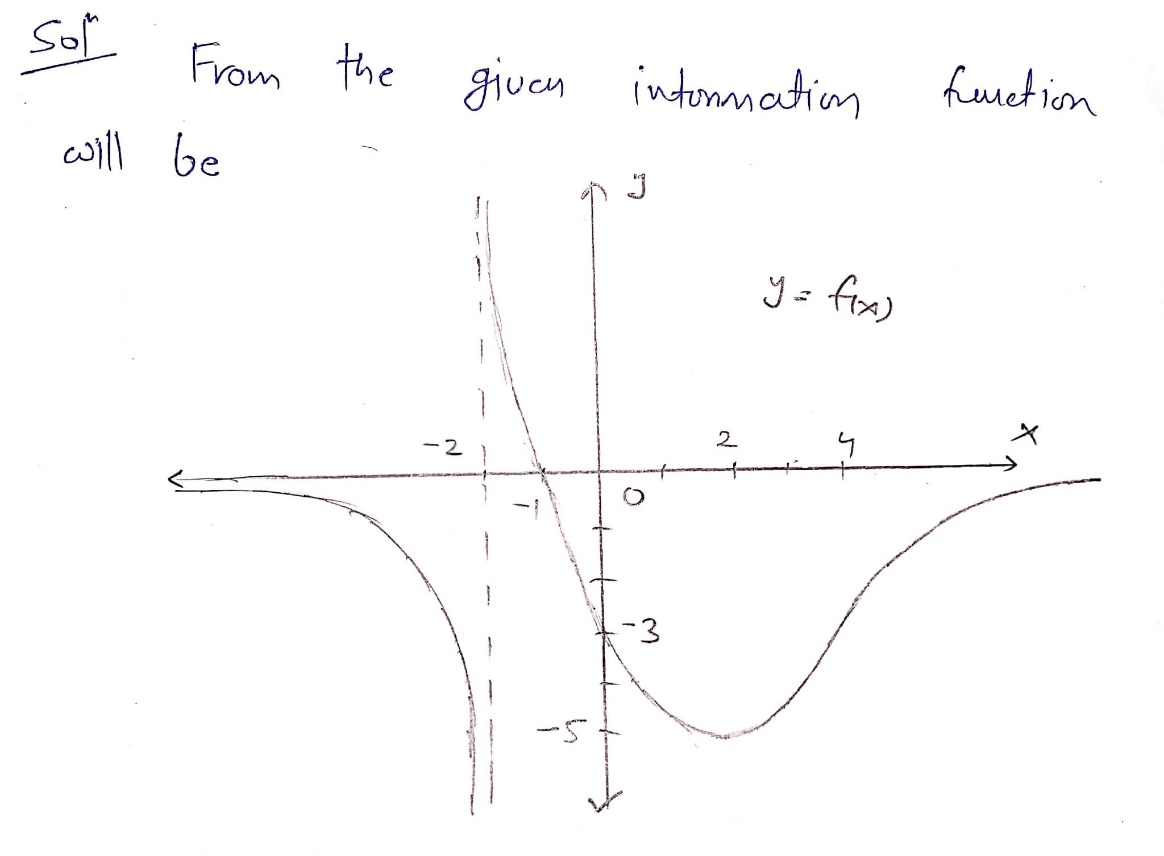 Solⁿ
From the given information function
will be
y
y = f(x)
-2
2
4
x
-1
0
-3
-5